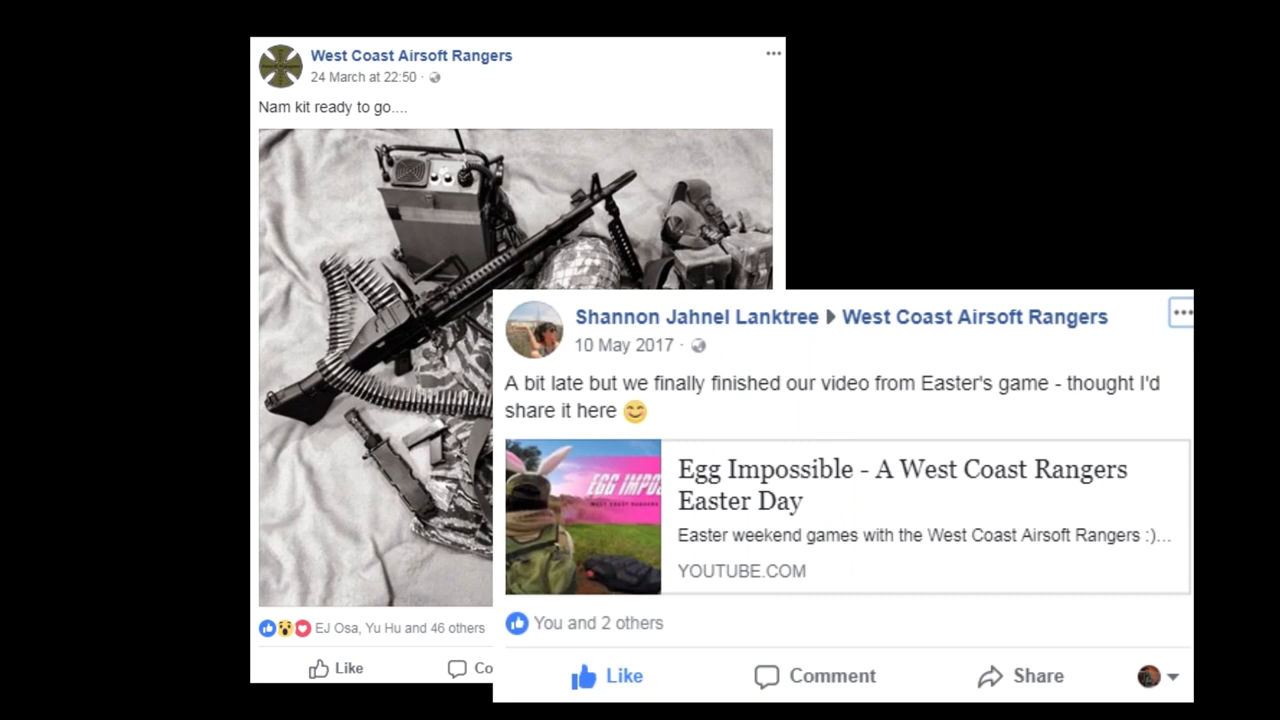 West Coast Airsoft Rangers
24 March at 22:50 ·
Nam kit ready to go....
EJ Osa, Yu Hu and 46 others
Like
Co
Shannon Jahnel Lanktree West Coast Airsoft Rangers
10 May 2017 ·
A bit late but we finally finished our video from Easter's game - thought I'd
share it here 😊
EGG IMPO
WEST COAST RANGERS
Egg Impossible - A West Coast Rangers
Easter Day
Easter weekend games with the West Coast Airsoft Rangers :)...
YOUTUBE.COM
You and 2 others
Like Comment Share